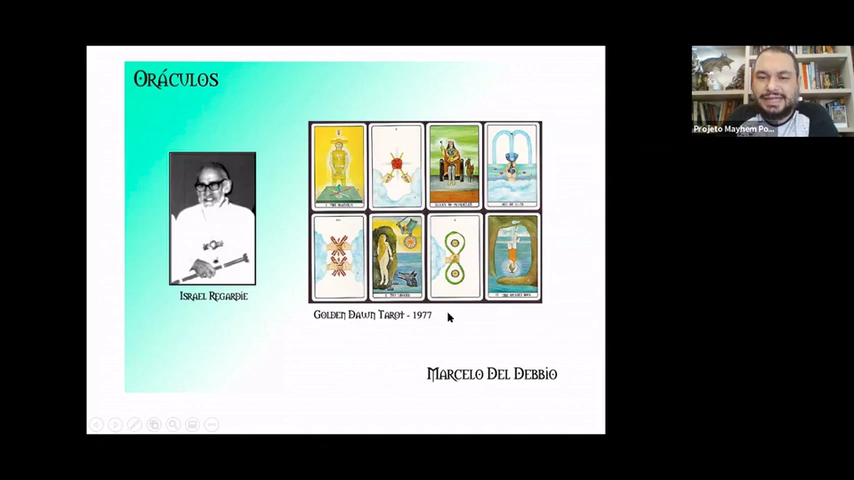 ORÁCULOS
ISRAEL REGARDIE
GOLDEN DAWN TAROT - 1977
MARCELO DEL DEBBIO
Projeto Mayhem Po...